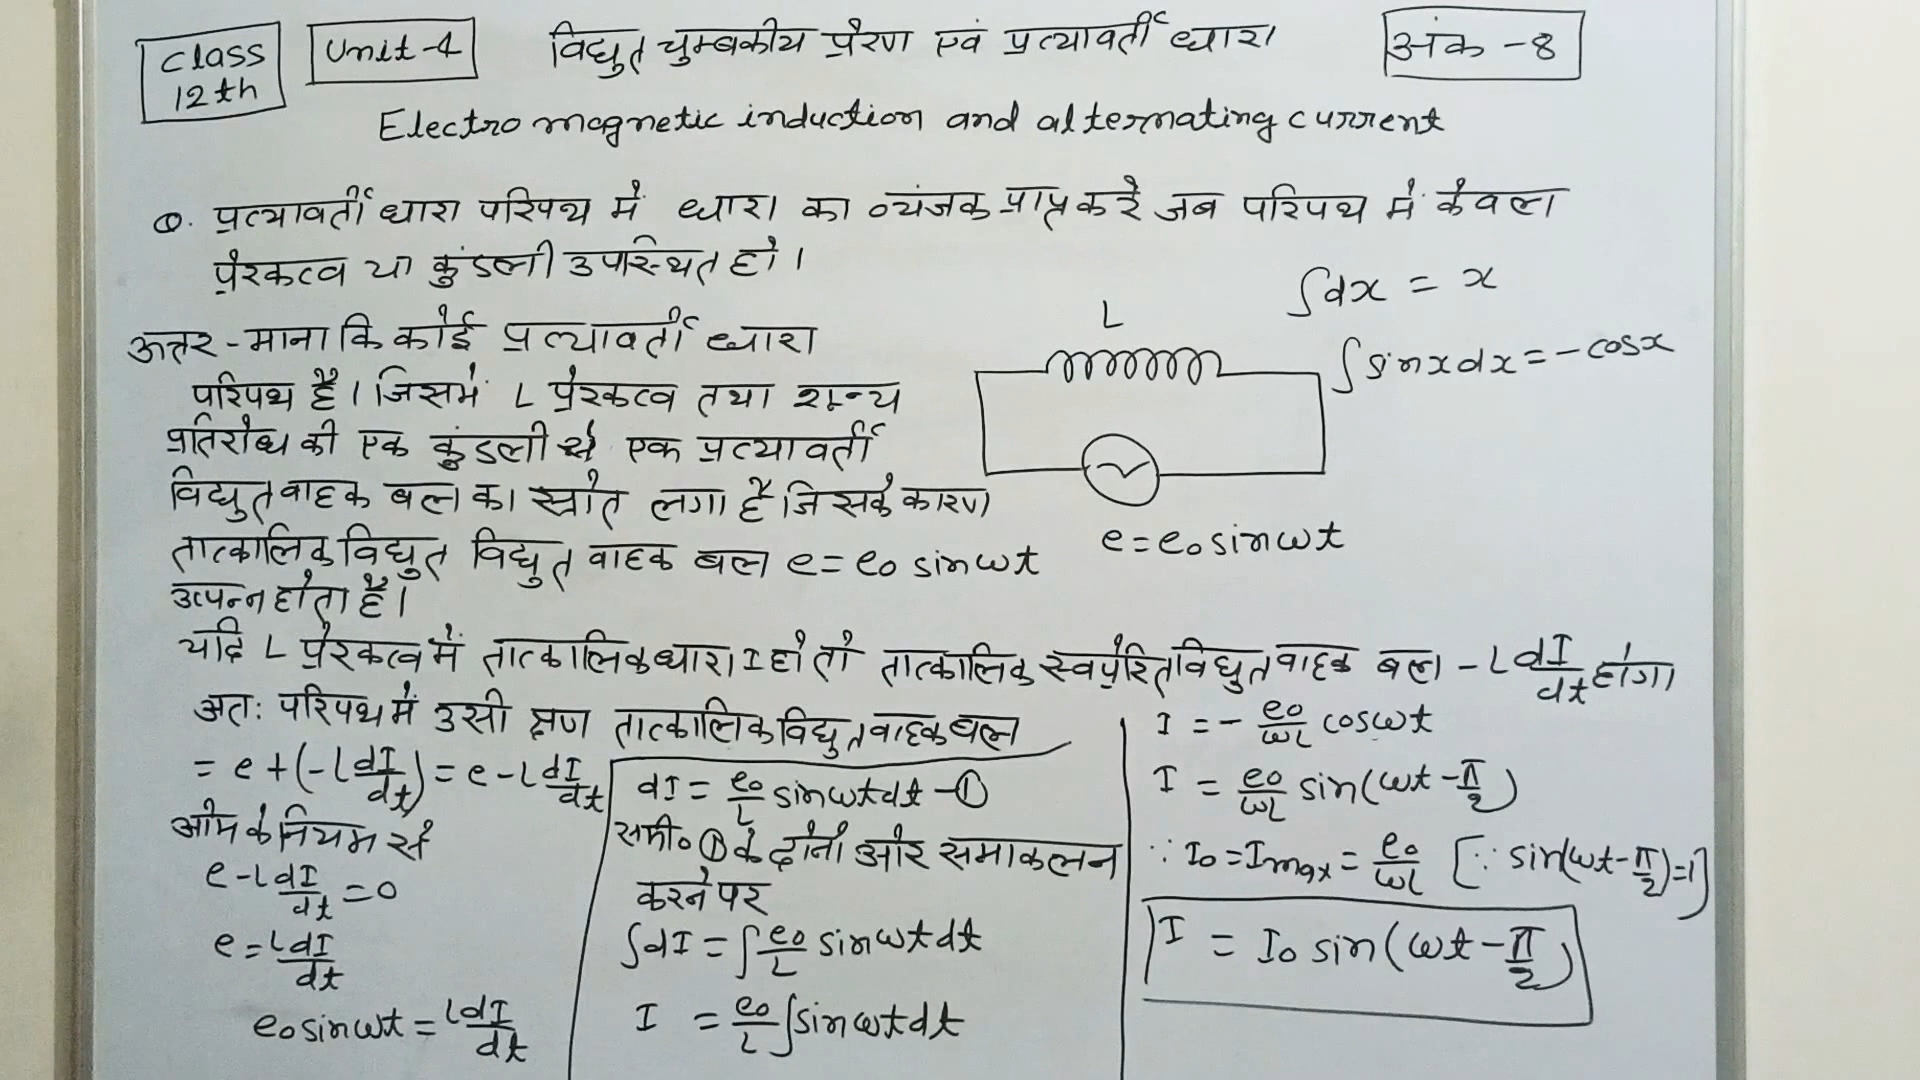 class 12th
Unit-4
विद्युत चुम्बकीय प्रेरण एवं प्रत्यावर्ती धारा
अंक -8
Electro magnetic induction and alternating current
Q. प्रत्यावर्ती धारा परिपथ में धारा का व्यंजक प्राप्त करें जब परिपथ में केवल
प्रेरकत्व या कुंडली उपस्थित हो।
∫dx = x
∫sinxdx = -cosx
L
e = e₀ sinωt
उत्तर - माना कि कोई प्रत्यावर्ती धारा
परिपथ है। जिसमें L प्रेरकत्व तथा शून्य
प्रतिरोध की एक कुंडली से एक प्रत्यावर्ती
विद्युत वाहक बल का स्रोत लगा है जिसके कारण
तात्कालिक विद्युत विद्युत वाहक बल e = e₀ sinωt
उत्पन्न होता है।
यदि L प्रेरकत्व में तात्कालिक धारा I हो तो तात्कालिक स्वप्रेरित विद्युत वाहक बल -L dI/dt होगा
अतः परिपथ में उसी क्षण तात्कालिक विद्युत वाहक बल
= e + (-L dI/dt) = e - L dI/dt
ओम के नियम से
e - L dI/dt = 0
e = L dI/dt
e₀ sinωt = L dI/dt
dI = e₀/L sinωt dt - ①
समी० ① के दोनों ओर समाकलन
करने पर
∫dI = ∫ e₀/L sinωt dt
I = e₀/L ∫sinωt dt
I = - e₀/ωL cosωt
I = e₀/ωL sin(ωt - π/2)
∵ I₀ = Imax = e₀/ωL [∵ sin(ωt - π/2) = 1]
I = I₀ sin(ωt - π/2)